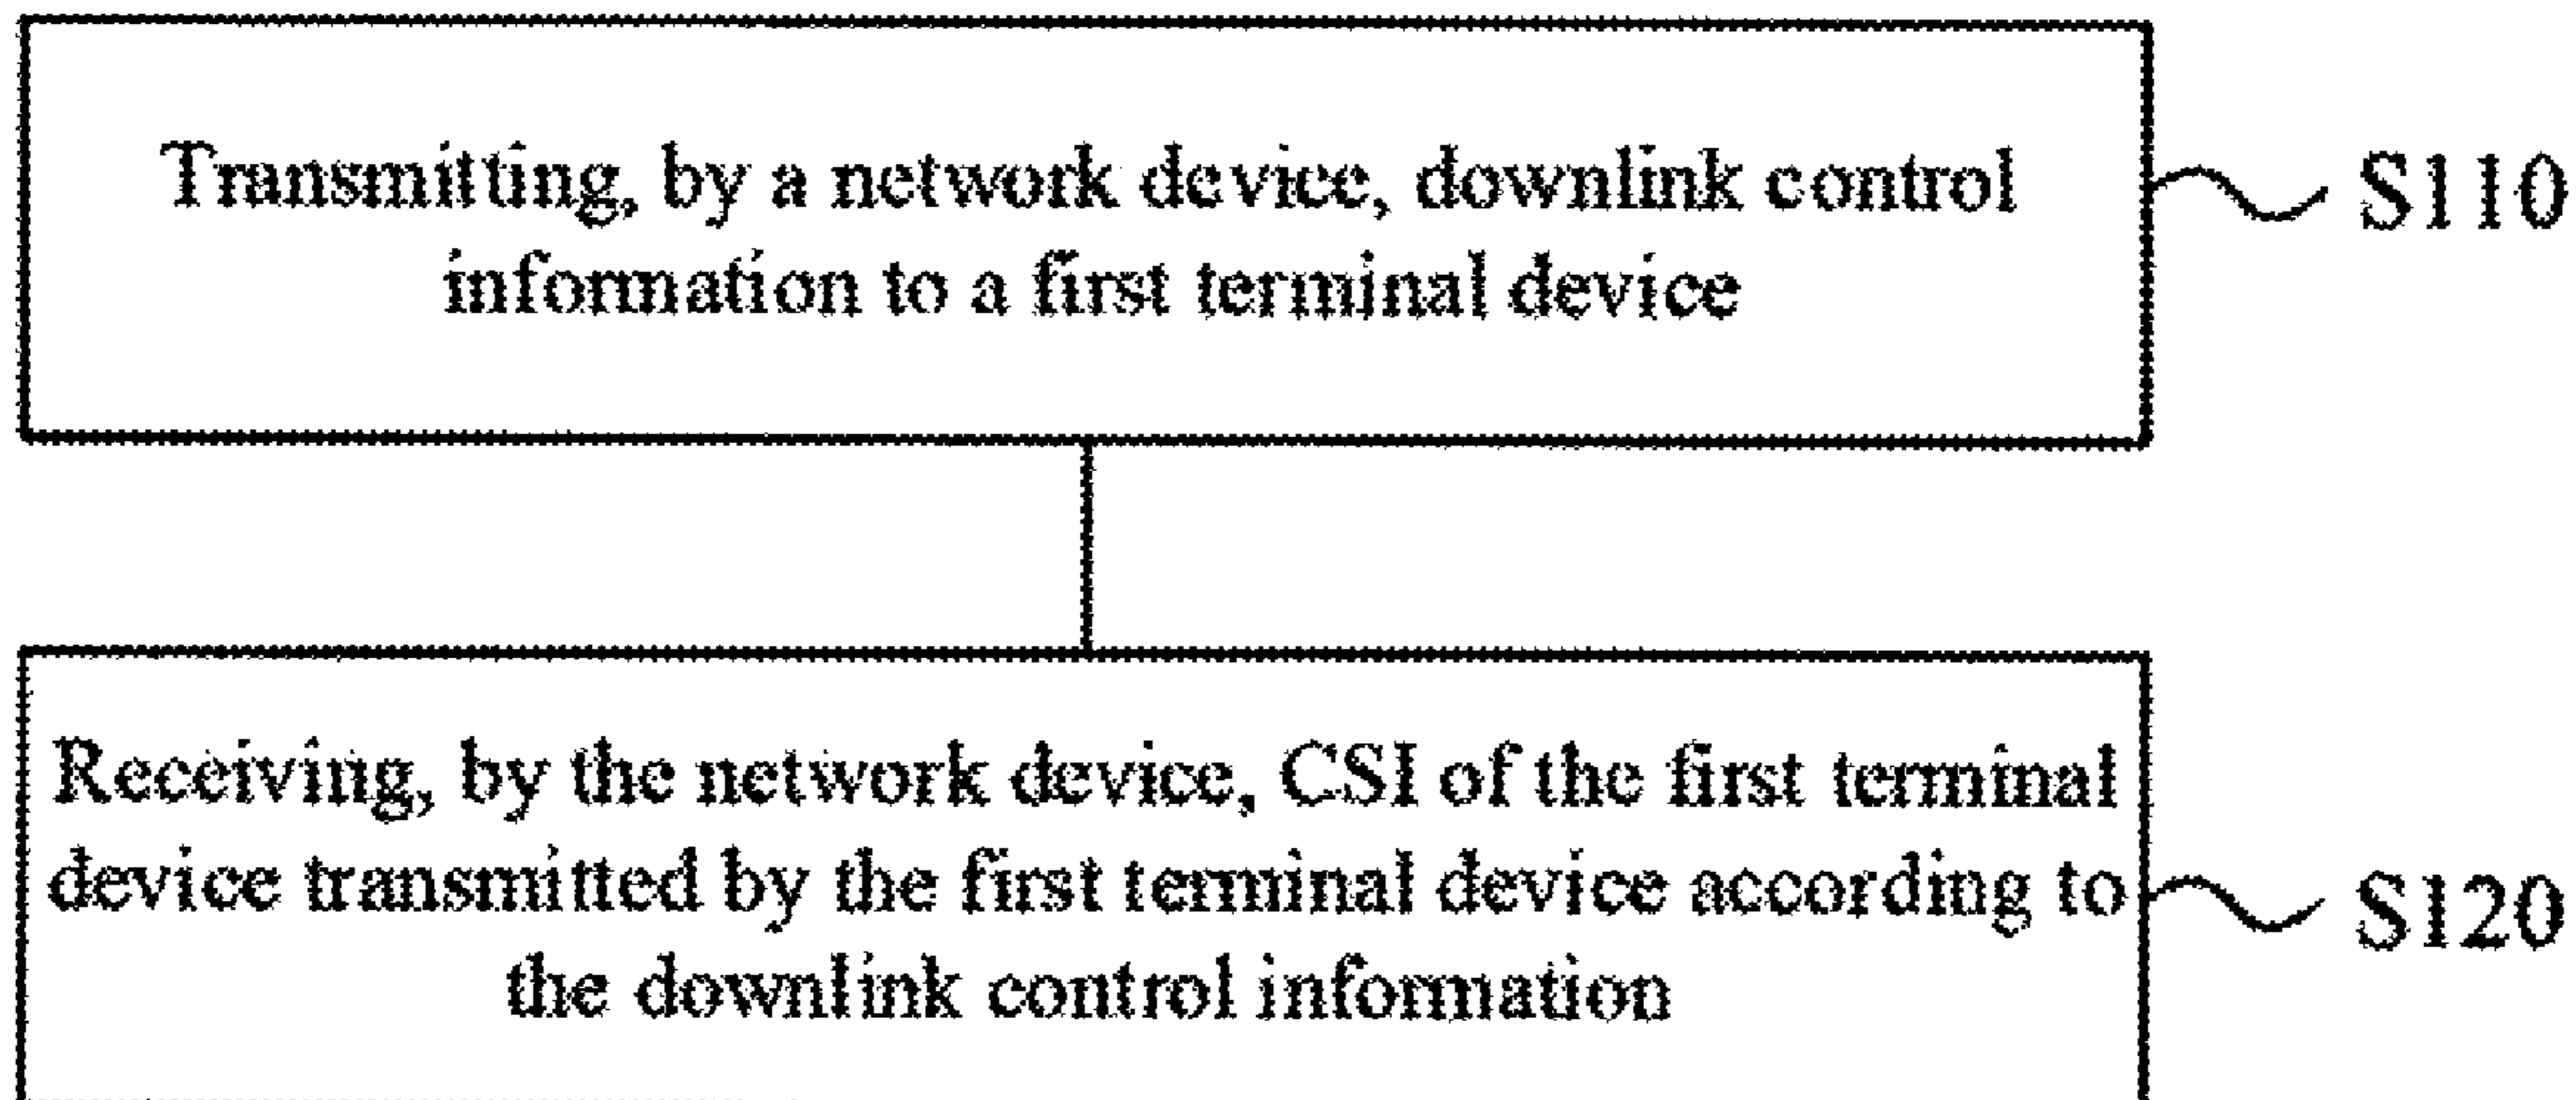 Transmitting, by a network device, downlink control
information to a first terminal device
S110
Receiving, by the network device, CSI of the first terminal
device transmitted by the first terminal device according to
the downlink control information
S120